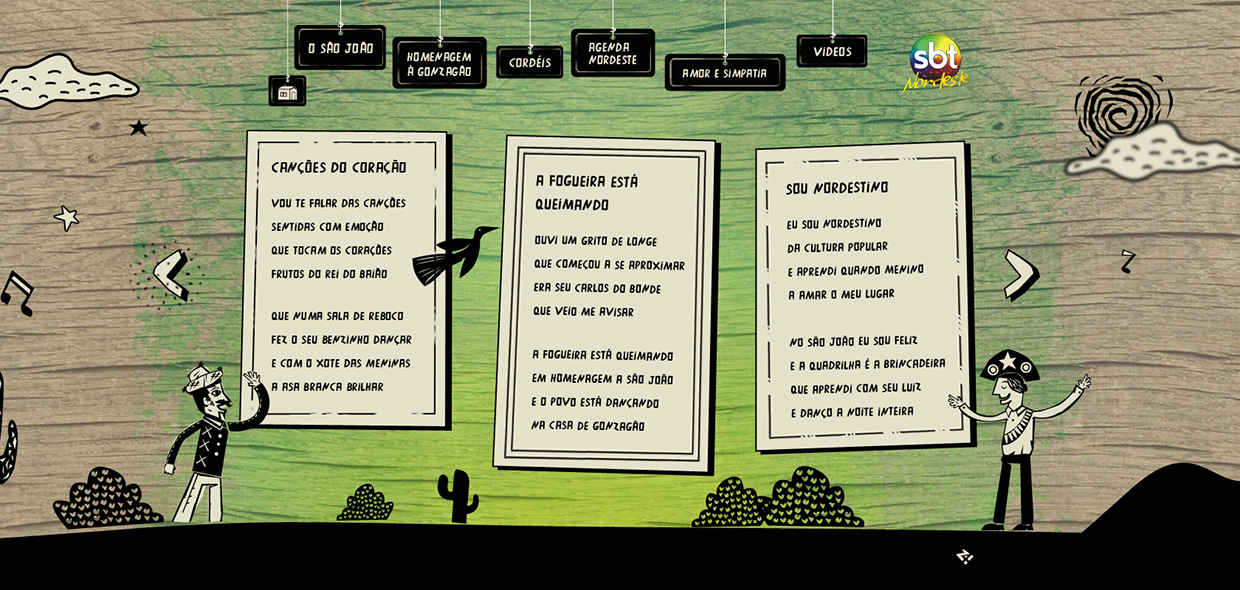 O SÃO JOÃO
HOMENAGEM
À GONZAGÃO
CORDÉIS
AGENDA
NORDESTE
AMOR E SIMPATIA
VÍDEOS
sbt
Nordeste
CANÇÕES DO CORAÇÃO
VOU TE FALAR DAS CANÇÕES
SENTIDAS COM EMOÇÃO
QUE TOCAM OS CORAÇÕES
FRUTOS DO REI DO BAIÃO
QUE NUMA SALA DE REBOCO
FEZ O SEU BENZINHO DANÇAR
E COM O XOTE DAS MENINAS
A ASA BRANCA BRILHAR
A FOGUEIRA ESTÁ
QUEIMANDO
OUVI UM GRITO DE LONGE
QUE COMEÇOU A SE APROXIMAR
ERA SEU CARLOS DO BONDE
QUE VEIO ME AVISAR
A FOGUEIRA ESTÁ QUEIMANDO
EM HOMENAGEM A SÃO JOÃO
E O POVO ESTÁ DANÇANDO
NA CASA DE GONZAGÃO
SOU NORDESTINO
EU SOU NORDESTINO
DA CULTURA POPULAR
E APRENDI QUANDO MENINO
A AMAR O MEU LUGAR
NO SÃO JOÃO EU SOU FELIZ
E A QUADRILHA É A BRINCADEIRA
QUE APRENDI COM SEU LUIZ
E DANÇO A NOITE INTEIRA